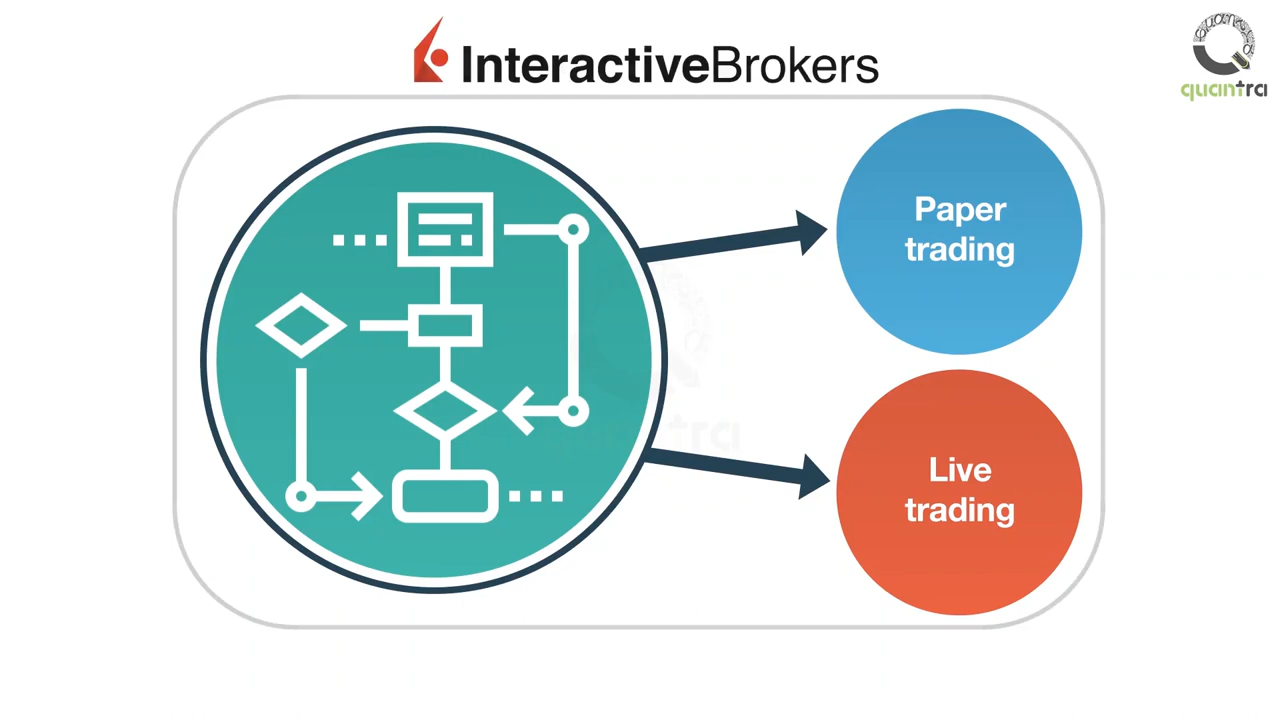 InteractiveBrokers
quantra
Paper
trading
Live
trading